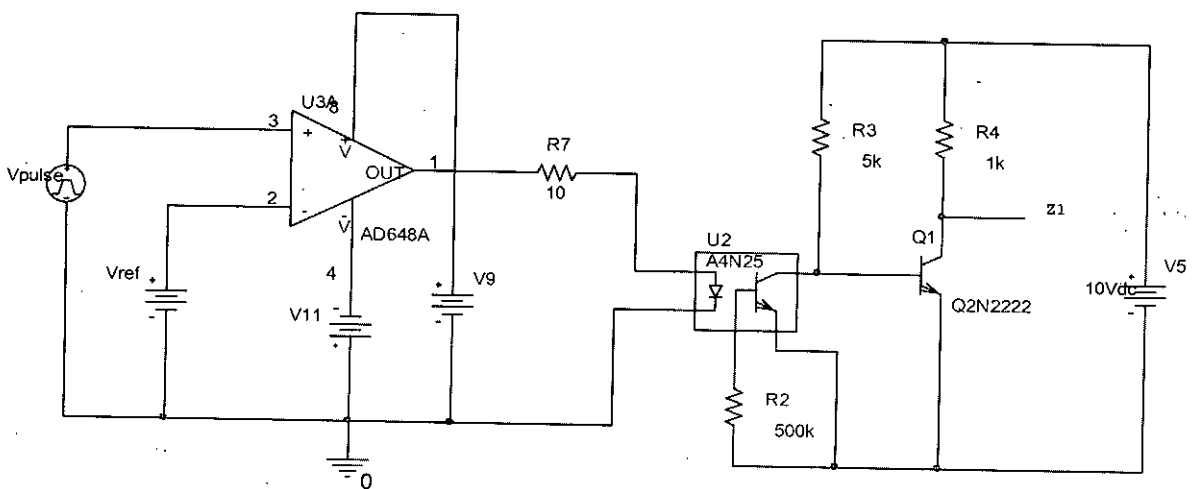 U3A
8
3
+
+
V
R7
R3
5k
R4
1k
Vpulse
OUT
1
10
2
-
-
V
AD648A
z1
Vref
+
-
4
V11
-
+
+
V9
-
U2
A4N25
Q1
Q2N2222
+
10Vdc
-
V5
R2
500k
0